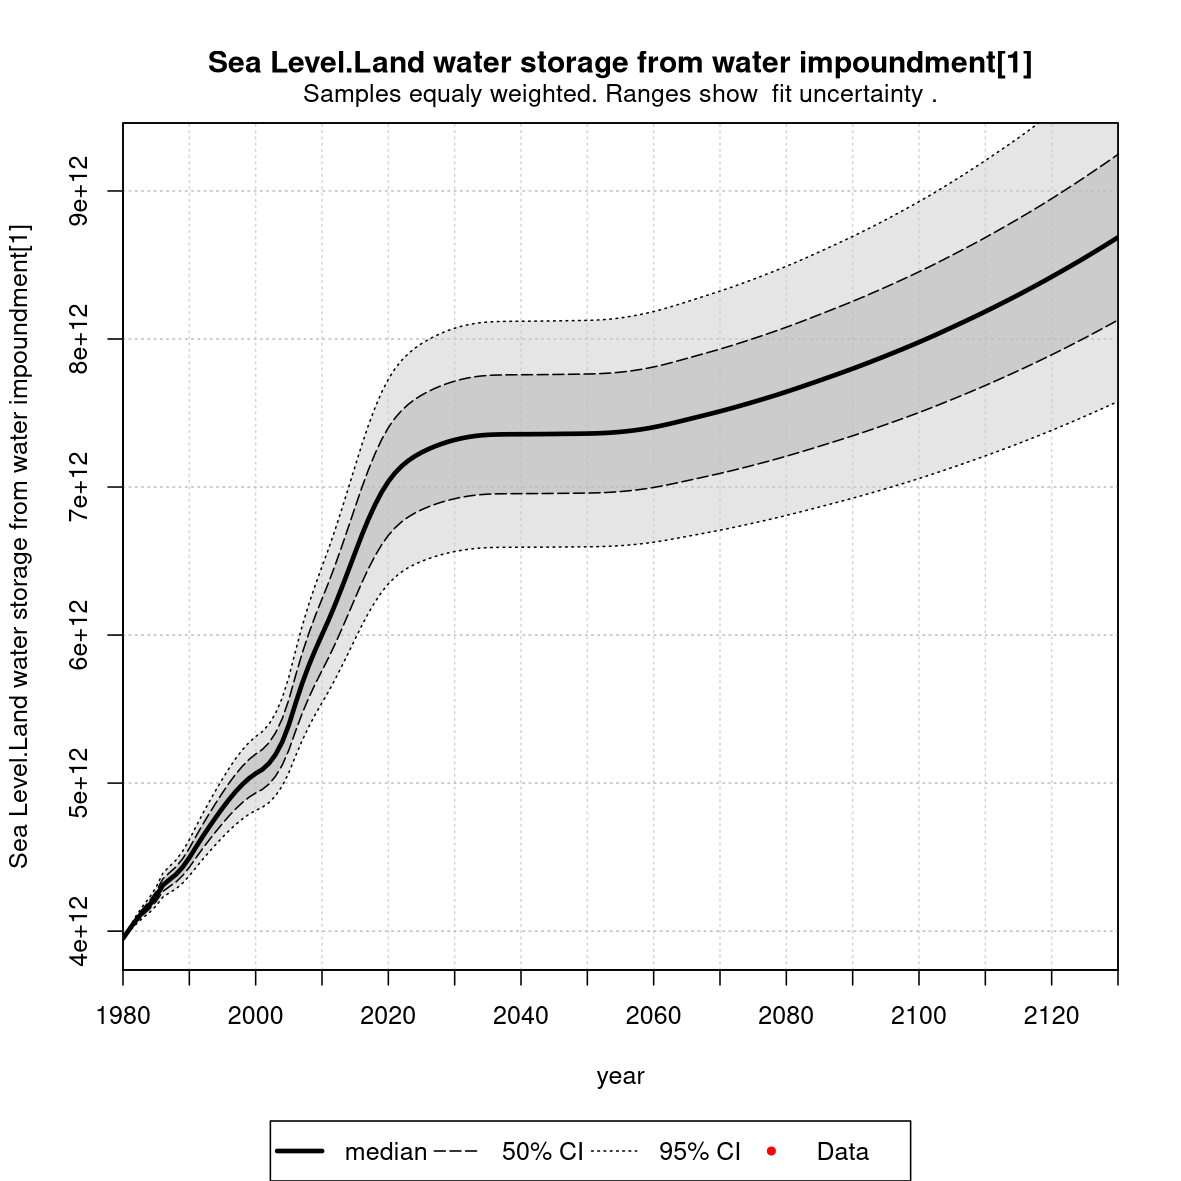 Sea Level.Land water storage from water impoundment[1]
Samples equaly weighted. Ranges show  fit uncertainty .
Sea Level.Land water storage from water impoundment[1]
9e+12
8e+12
7e+12
6e+12
5e+12
4e+12
1980 2000 2020 2040 2060 2080 2100 2120
year
median 50% CI 95% CI Data